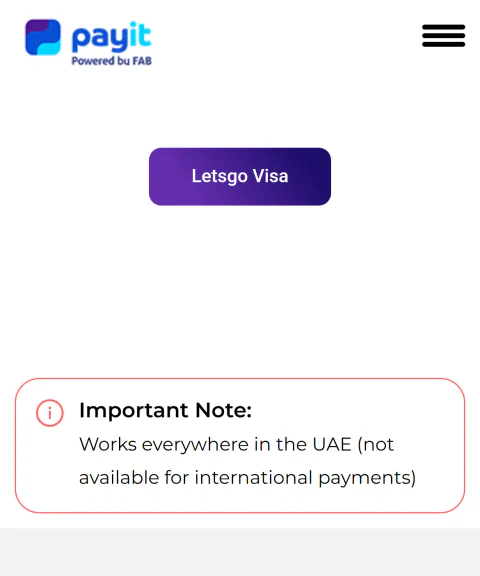 payit
Powered by FAB
Letsgo Visa
Important Note:
Works everywhere in the UAE (not
available for international payments)